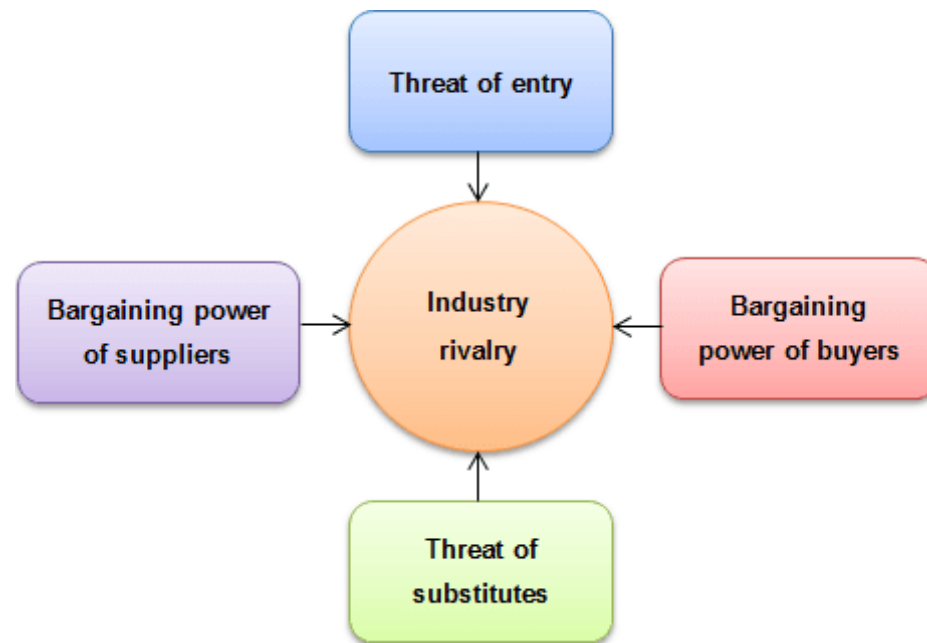 Threat of entry
Bargaining power
of suppliers
Industry
rivalry
Bargaining
power of buyers
Threat of
substitutes